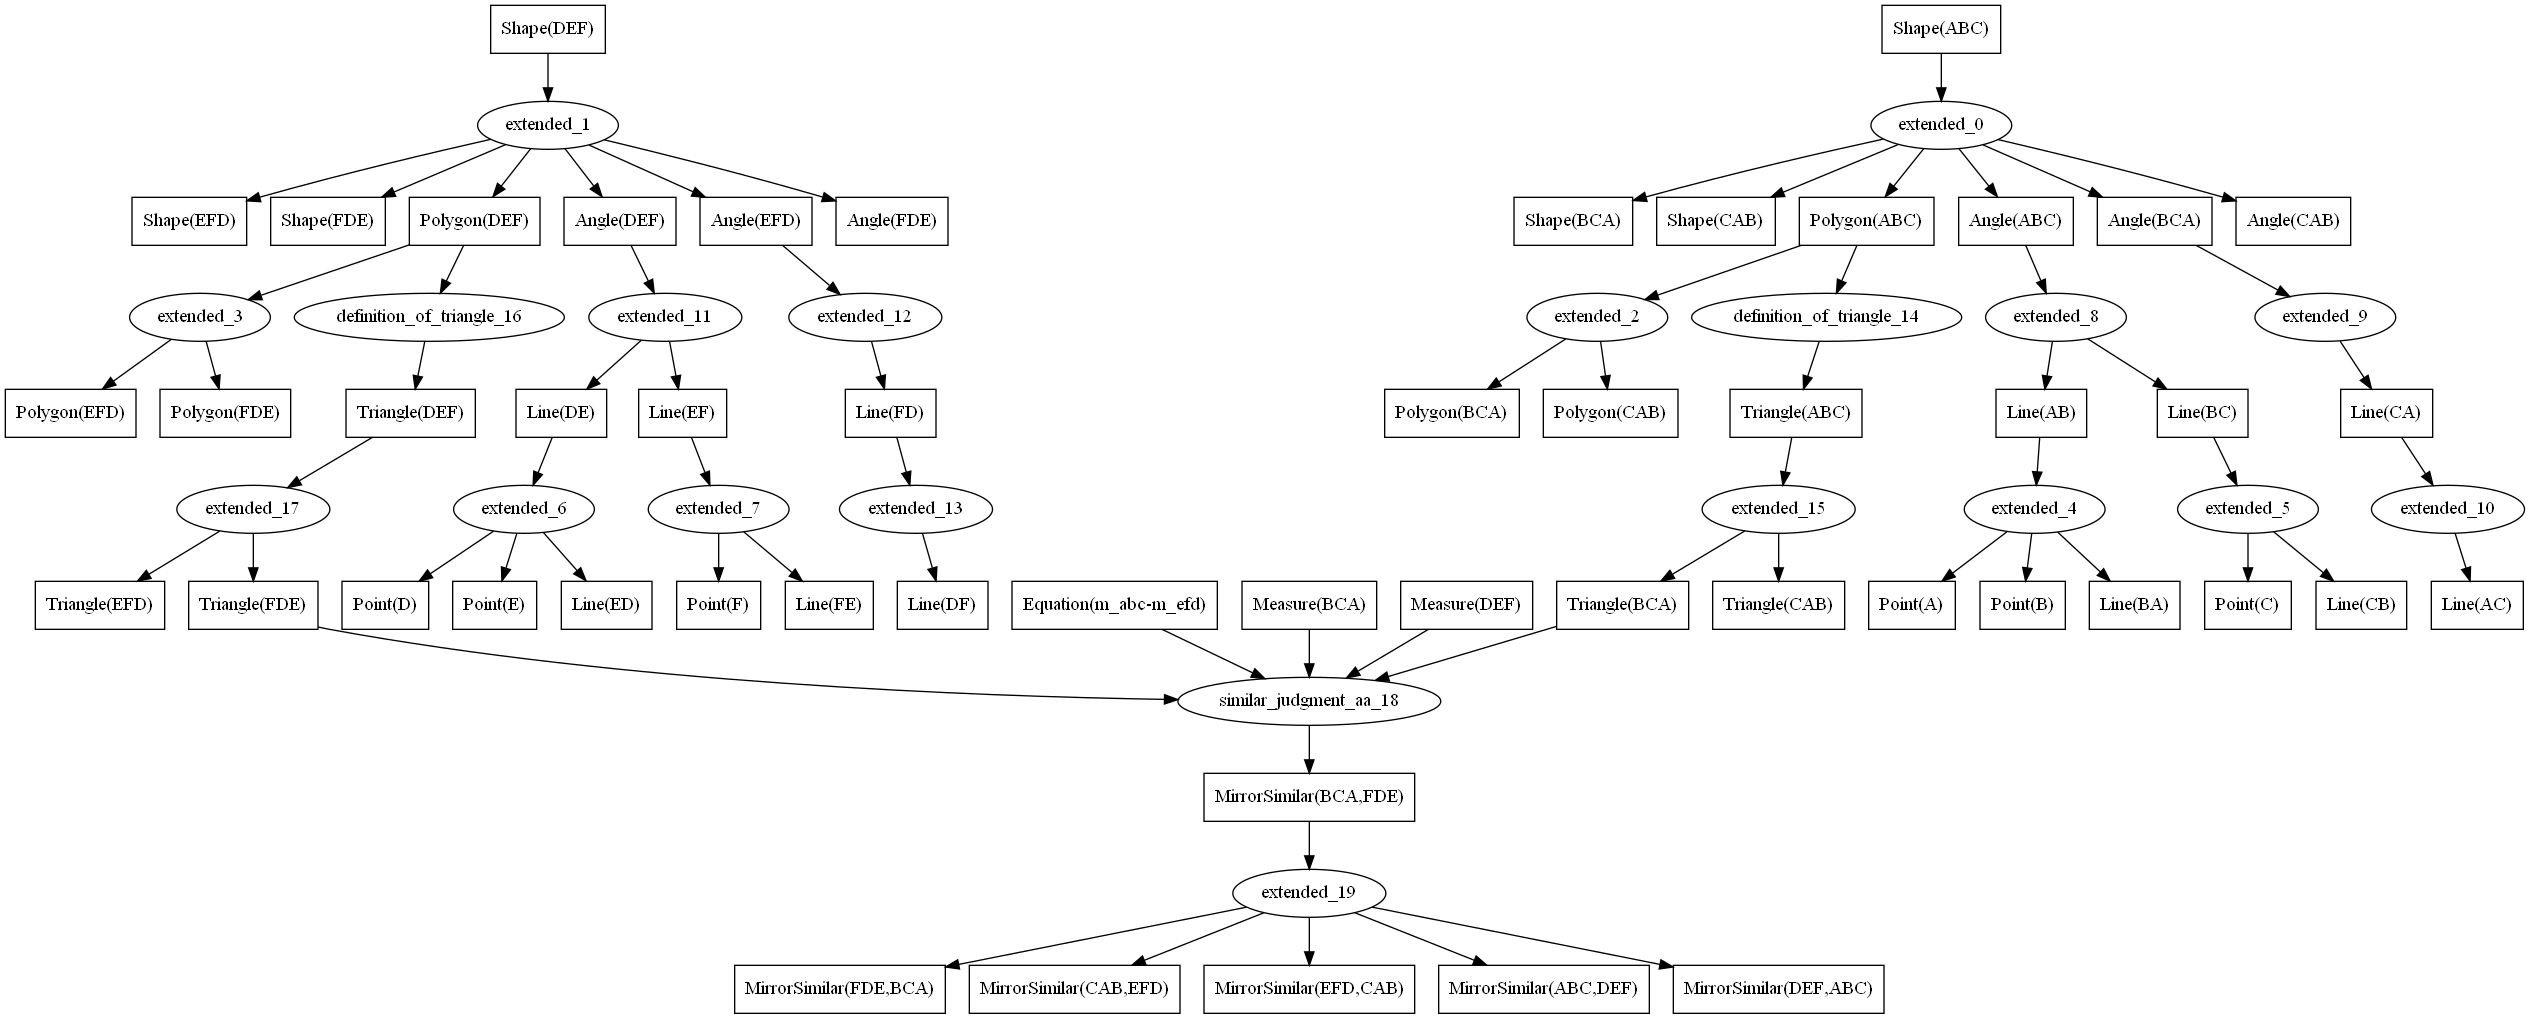 Shape(DEF)
Shape(ABC)
extended_1
extended_0
Shape(EFD)
Shape(FDE)
Polygon(DEF)
Angle(DEF)
Angle(EFD)
Angle(FDE)
Shape(BCA)
Shape(CAB)
Polygon(ABC)
Angle(ABC)
Angle(BCA)
Angle(CAB)
extended_3
definition_of_triangle_16
extended_11
extended_12
extended_2
definition_of_triangle_14
extended_8
extended_9
Polygon(EFD)
Polygon(FDE)
Triangle(DEF)
Line(DE)
Line(EF)
Line(FD)
Polygon(BCA)
Polygon(CAB)
Triangle(ABC)
Line(AB)
Line(BC)
Line(CA)
extended_17
extended_6
extended_7
extended_13
extended_15
extended_4
extended_5
extended_10
Triangle(EFD)
Triangle(FDE)
Point(D)
Point(E)
Line(ED)
Point(F)
Line(FE)
Line(DF)
Equation(m_abc-m_efd)
Measure(BCA)
Measure(DEF)
Triangle(BCA)
Triangle(CAB)
Point(A)
Point(B)
Line(BA)
Point(C)
Line(CB)
Line(AC)
similar_judgment_aa_18
MirrorSimilar(BCA,FDE)
extended_19
MirrorSimilar(FDE,BCA)
MirrorSimilar(CAB,EFD)
MirrorSimilar(EFD,CAB)
MirrorSimilar(ABC,DEF)
MirrorSimilar(DEF,ABC)